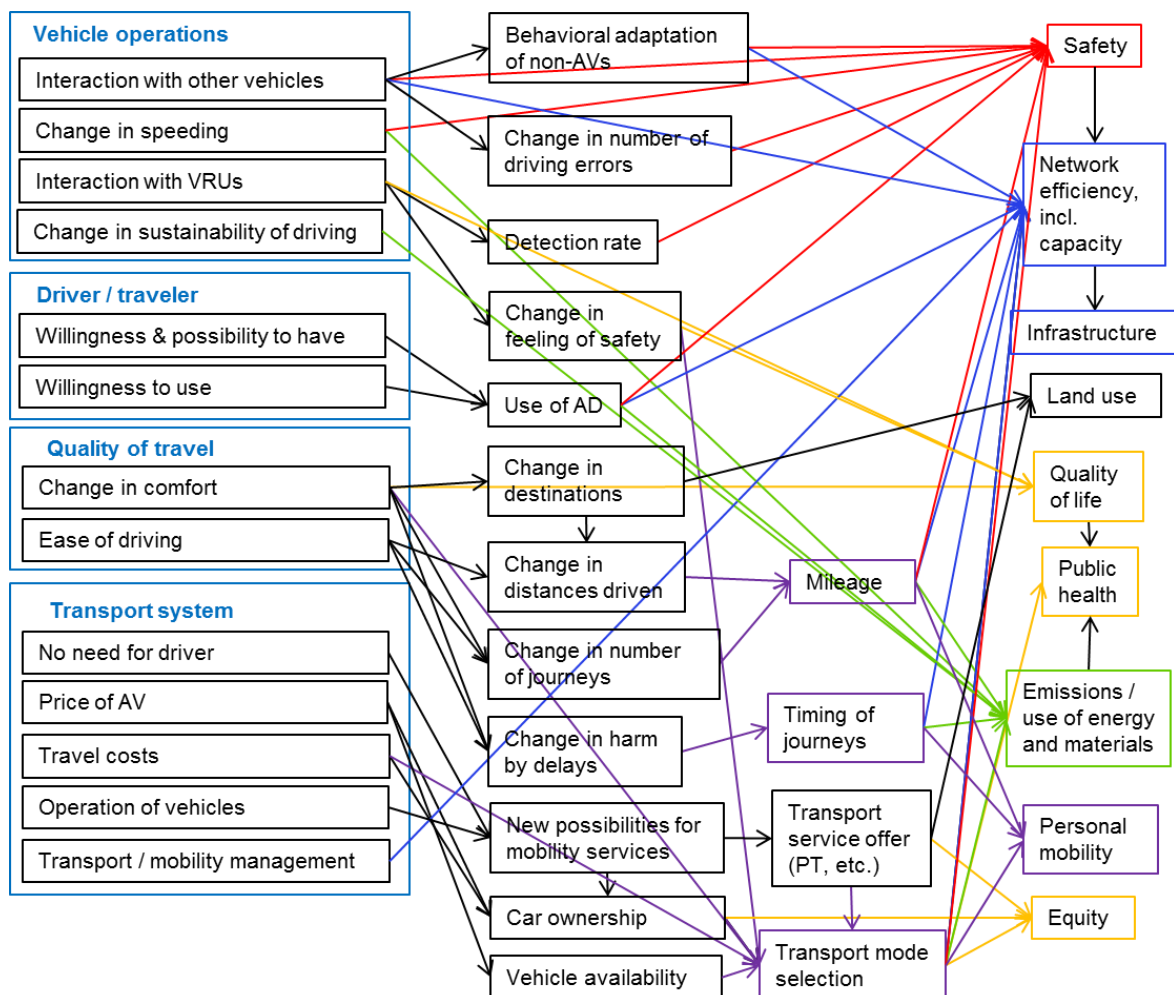 Vehicle operations
Interaction with other vehicles
Change in speeding
Interaction with VRUs
Change in sustainability of driving
Driver / traveler
Willingness & possibility to have
Willingness to use
Quality of travel
Change in comfort
Ease of driving
Transport system
No need for driver
Price of AV
Travel costs
Operation of vehicles
Transport / mobility management
Behavioral adaptation
of non-AVs
Change in number of
driving errors
Detection rate
Change in
feeling of safety
Use of AD
Change in
destinations
Change in
distances driven
Change in number
of journeys
Change in harm
by delays
New possibilities for
mobility services
Car ownership
Vehicle availability
Mileage
Timing of
journeys
Transport
service offer
(PT, etc.)
Transport mode
selection
Safety
Network
efficiency,
incl.
capacity
Infrastructure
Land use
Quality
of life
Public
health
Emissions /
use of energy
and materials
Personal
mobility
Equity